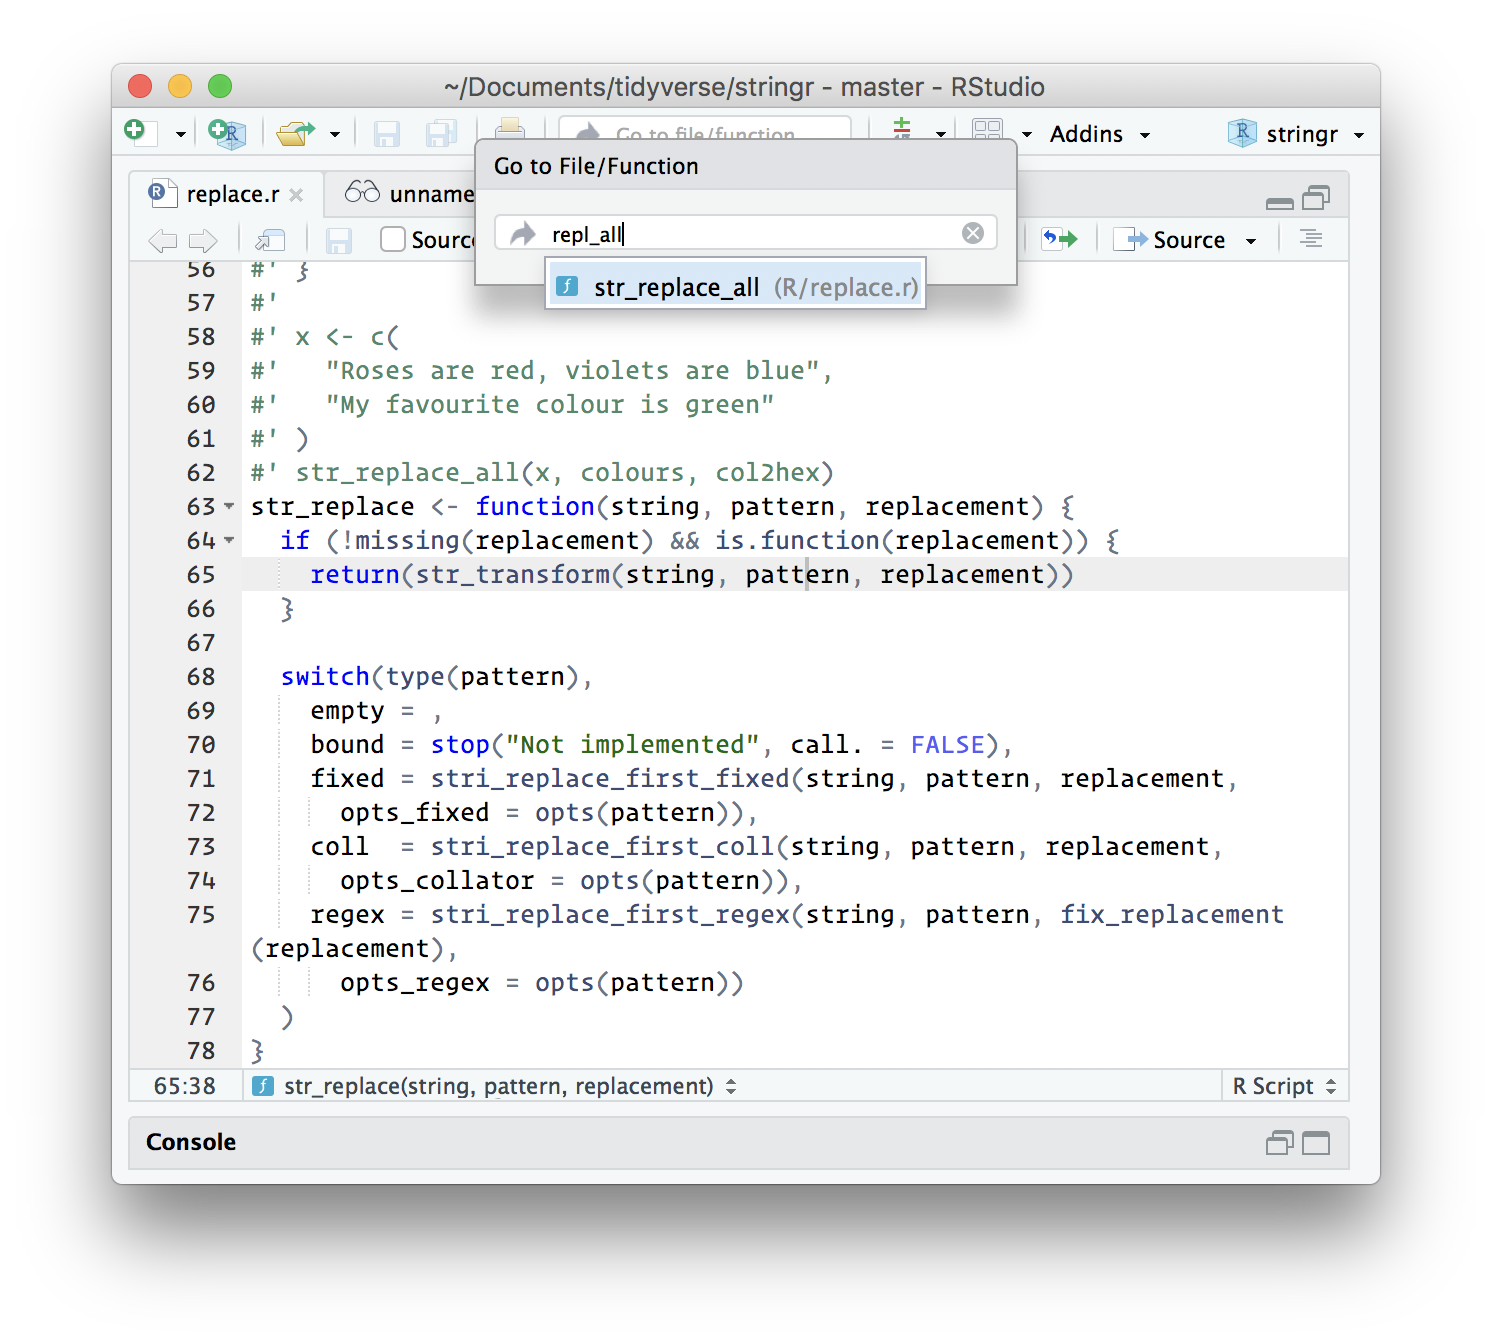 ~/Documents/tidyverse/stringr - master - RStudio
Go to file/function
Addins
stringr
Go to File/Function
replace.r
unname
repl_all
Sourc
Source
str_replace_all (R/replace.r)
56 #' }
57 #'
58 #' x <- c(
59 #'   "Roses are red, violets are blue",
60 #'   "My favourite colour is green"
61 #' )
62 #' str_replace_all(x, colours, col2hex)
63 str_replace <- function(string, pattern, replacement) {
64   if (!missing(replacement) && is.function(replacement)) {
65     return(str_transform(string, pattern, replacement))
66   }
67
68   switch(type(pattern),
69     empty = ,
70     bound = stop("Not implemented", call. = FALSE),
71     fixed = stri_replace_first_fixed(string, pattern, replacement,
72       opts_fixed = opts(pattern)),
73     coll  = stri_replace_first_coll(string, pattern, replacement,
74       opts_collator = opts(pattern)),
75     regex = stri_replace_first_regex(string, pattern, fix_replacement
(replacement),
76       opts_regex = opts(pattern))
77   )
78 }
65:38
str_replace(string, pattern, replacement)
R Script
Console